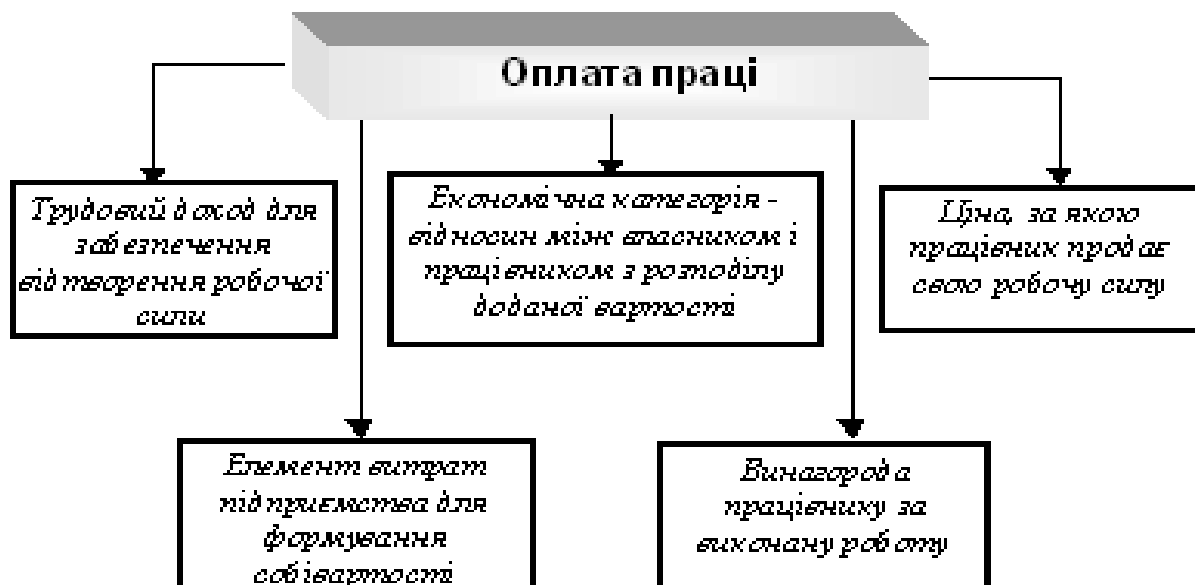 Оплата праці
Трудовий доход для
забезпечення
відтворення робочої
сили
Економічна категорія -
відносин між власником і
працівником з розподілу
доданої вартості
Ціна, за якою
працівник продає
свою робочу силу
Елемент витрат
підприємства для
формування
собівартості
Винагорода
працівнику за
виконану роботу